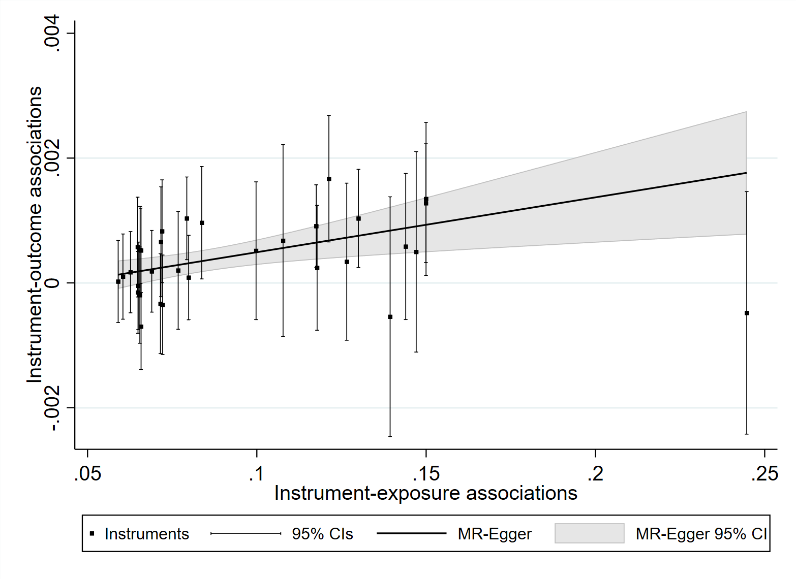 Instrument-outcome associations
.004
.002
0
-.002
.05
.1
.15
.2
.25
Instrument-exposure associations
Instruments
95% CIs
MR-Egger
MR-Egger 95% CI